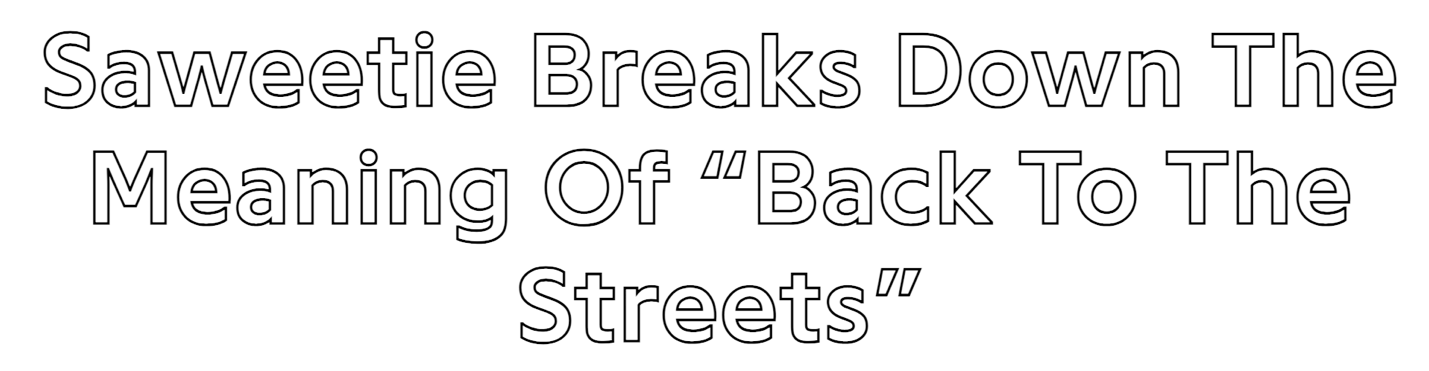 Saweetie Breaks Down The
Meaning Of “Back To The
Streets”